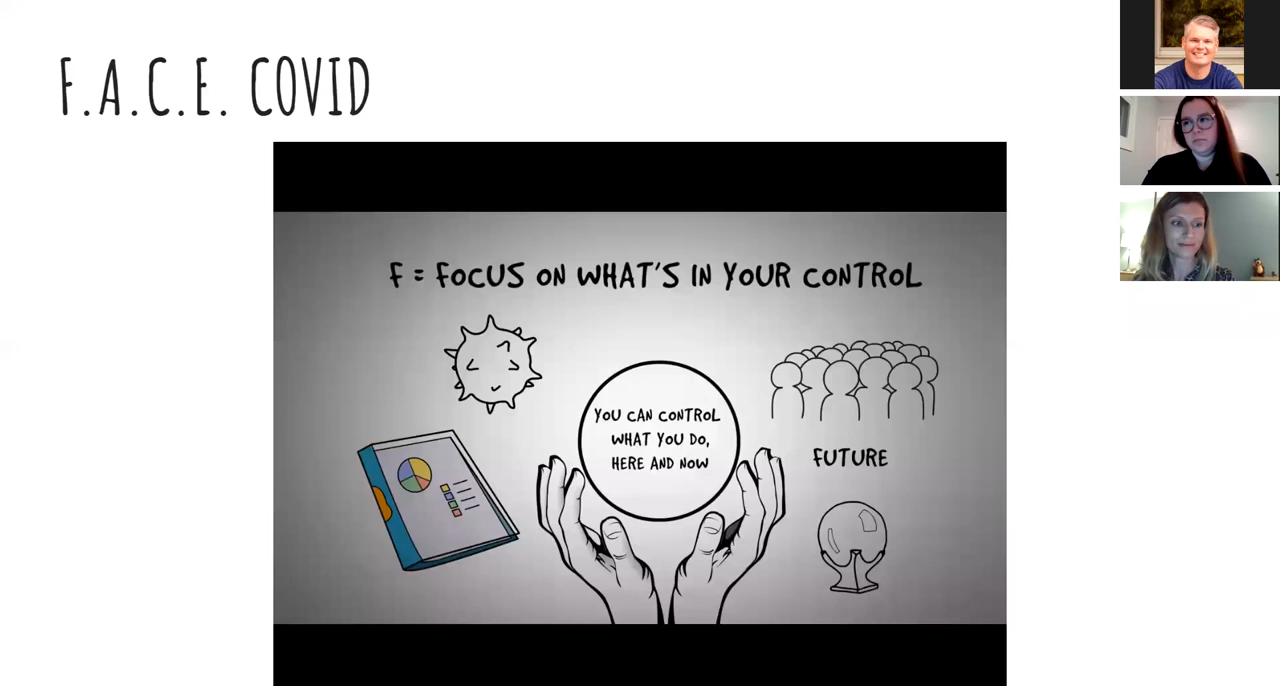 F.A.C.E. COVID
F = FOCUS ON WHAT'S IN YOUR CONTROL
YOU CAN CONTROL
WHAT YOU DO,
HERE AND NOW
FUTURE